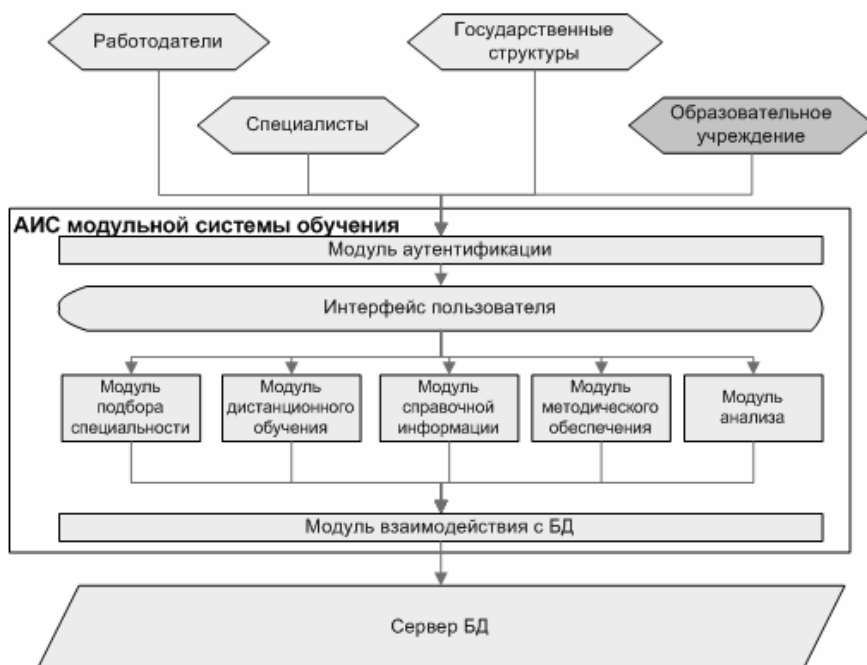 Работодатели
Государственные
структуры
Специалисты
Образовательное
учреждение
АИС модульной системы обучения
Модуль аутентификации
Интерфейс пользователя
Модуль
подбора
специальности
Модуль
дистанционного
обучения
Модуль
справочной
информации
Модуль
методического
обеспечения
Модуль
анализа
Модуль взаимодействия с БД
Сервер БД